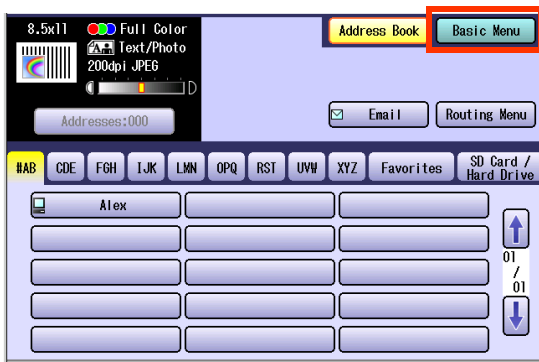 8.5x11 Full Color
Text/Photo
200dpi JPEG
Addresses:000
Address Book
Basic Menu
Email
Routing Menu
#AB CDE FGH IJK LMN OPQ RST UVW XYZ Favorites SD Card /
Hard Drive
Alex
01
/
01